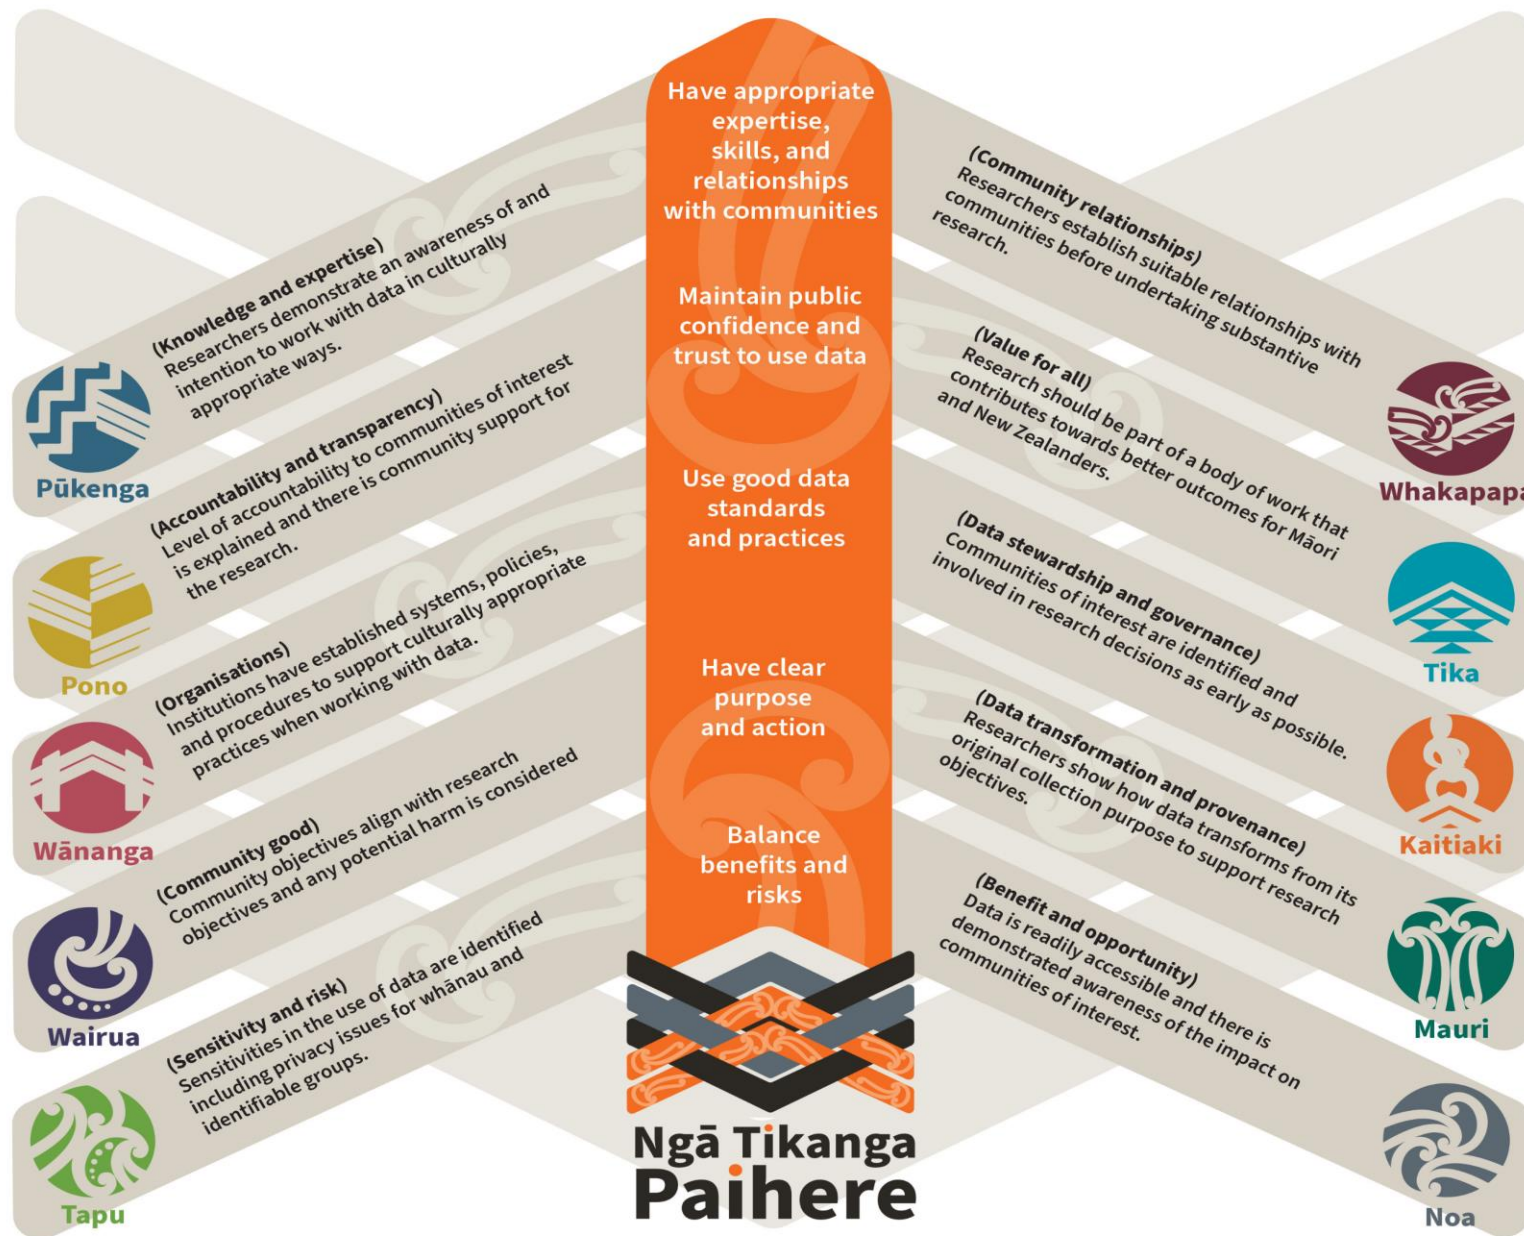 Have appropriate
expertise,
skills, and
relationships
with communities
Maintain public
confidence and
trust to use data
Use good data
standards
and practices
Have clear
purpose
and action
Balance
benefits and
risks
Ngā Tikanga
Paihere
(Knowledge and expertise)
Researchers demonstrate an awareness of and
intention to work with data in culturally
appropriate ways.
Pūkenga
(Accountability and transparency)
Level of accountability to communities of interest
is explained and there is community support for
the research.
Pono
(Organisations)
Institutions have established systems, policies,
and procedures to support culturally appropriate
practices when working with data.
Wānanga
(Community good)
Community objectives align with research
objectives and any potential harm is considered
Wairua
(Sensitivity and risk)
Sensitivities in the use of data are identified
including privacy issues for whānau and
identifiable groups.
Tapu
(Community relationships)
Researchers establish suitable relationships with
communities before undertaking substantive
research.
Whakapapa
(Value for all)
Research should be part of a body of work that
contributes towards better outcomes for Māori
and New Zealanders.
Tika
(Data stewardship and governance)
Communities of interest are identified and
involved in research decisions as early as possible.
Kaitiaki
(Data transformation and provenance)
Researchers show how data transforms from its
original collection purpose to support research
objectives.
Mauri
(Benefit and opportunity)
Data is readily accessible and there is
demonstrated awareness of the impact on
communities of interest.
Noa